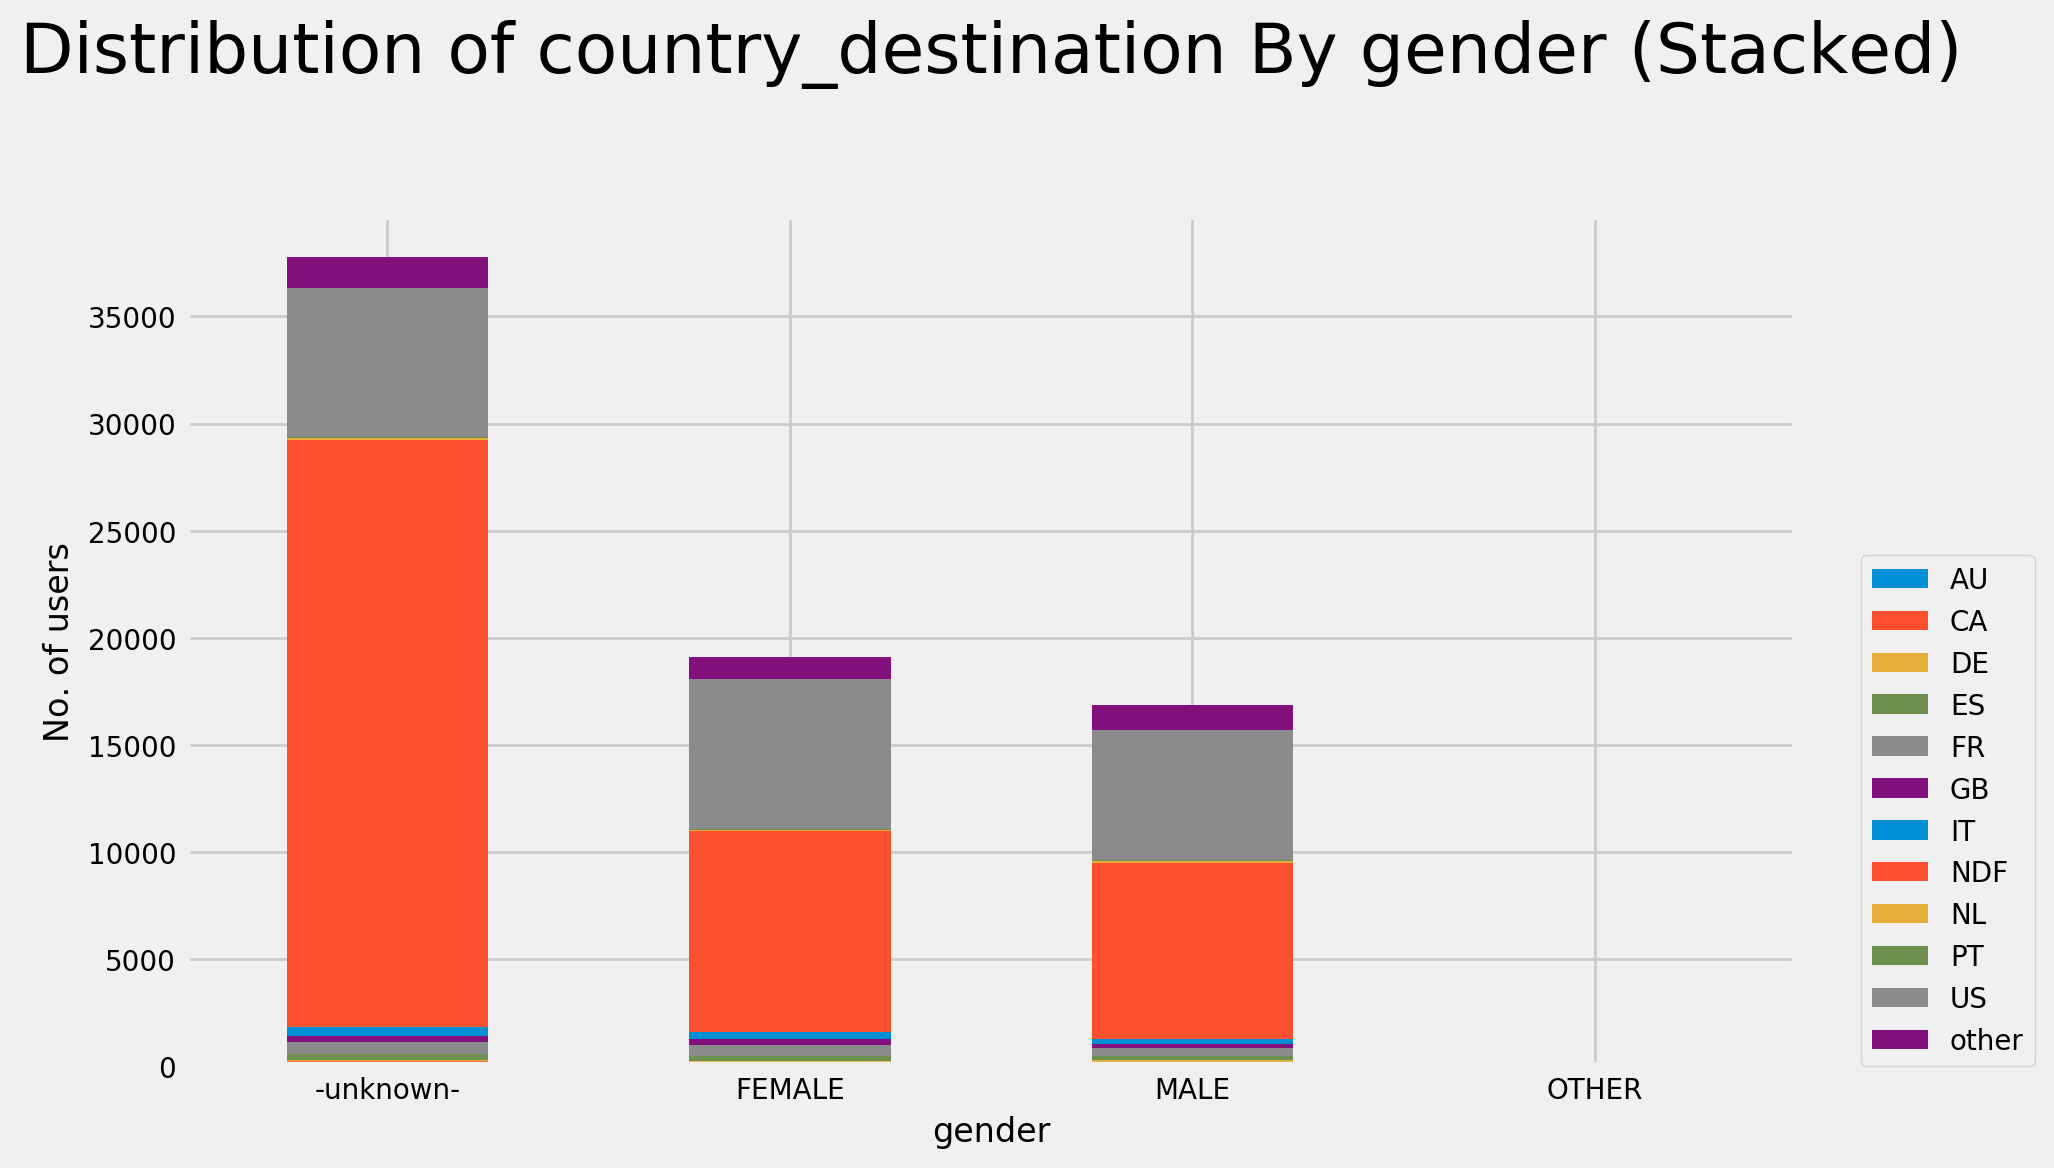 Distribution of country_destination By gender (Stacked)
35000
30000
25000
20000
15000
10000
5000
0
No. of users
-unknown-
FEMALE
MALE
OTHER
gender
AU
CA
DE
ES
FR
GB
IT
NDF
NL
PT
US
other